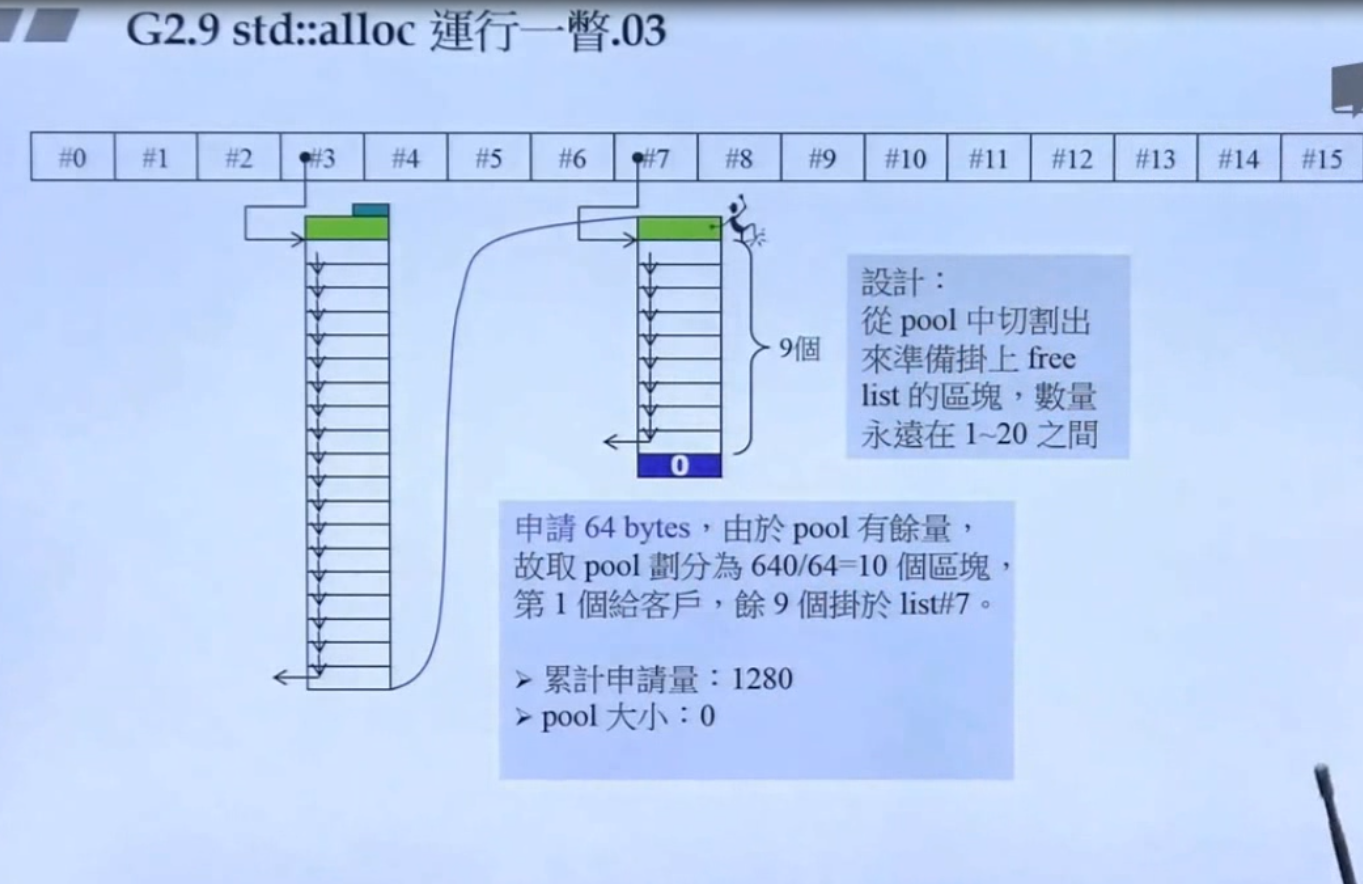 G2.9 std::alloc 運行一瞥.03
#0 #1 #2 #3 #4 #5 #6 #7 #8 #9 #10 #11 #12 #13 #14 #15
9個
0
設計：
從 pool 中切割出
來準備掛上 free
list 的區塊，數量
永遠在 1~20 之間
申請 64 bytes，由於 pool 有餘量，
故取 pool 劃分為 640/64=10 個區塊，
第 1 個給客戶，餘 9 個掛於 list#7。
➢ 累計申請量：1280
➢ pool 大小：0